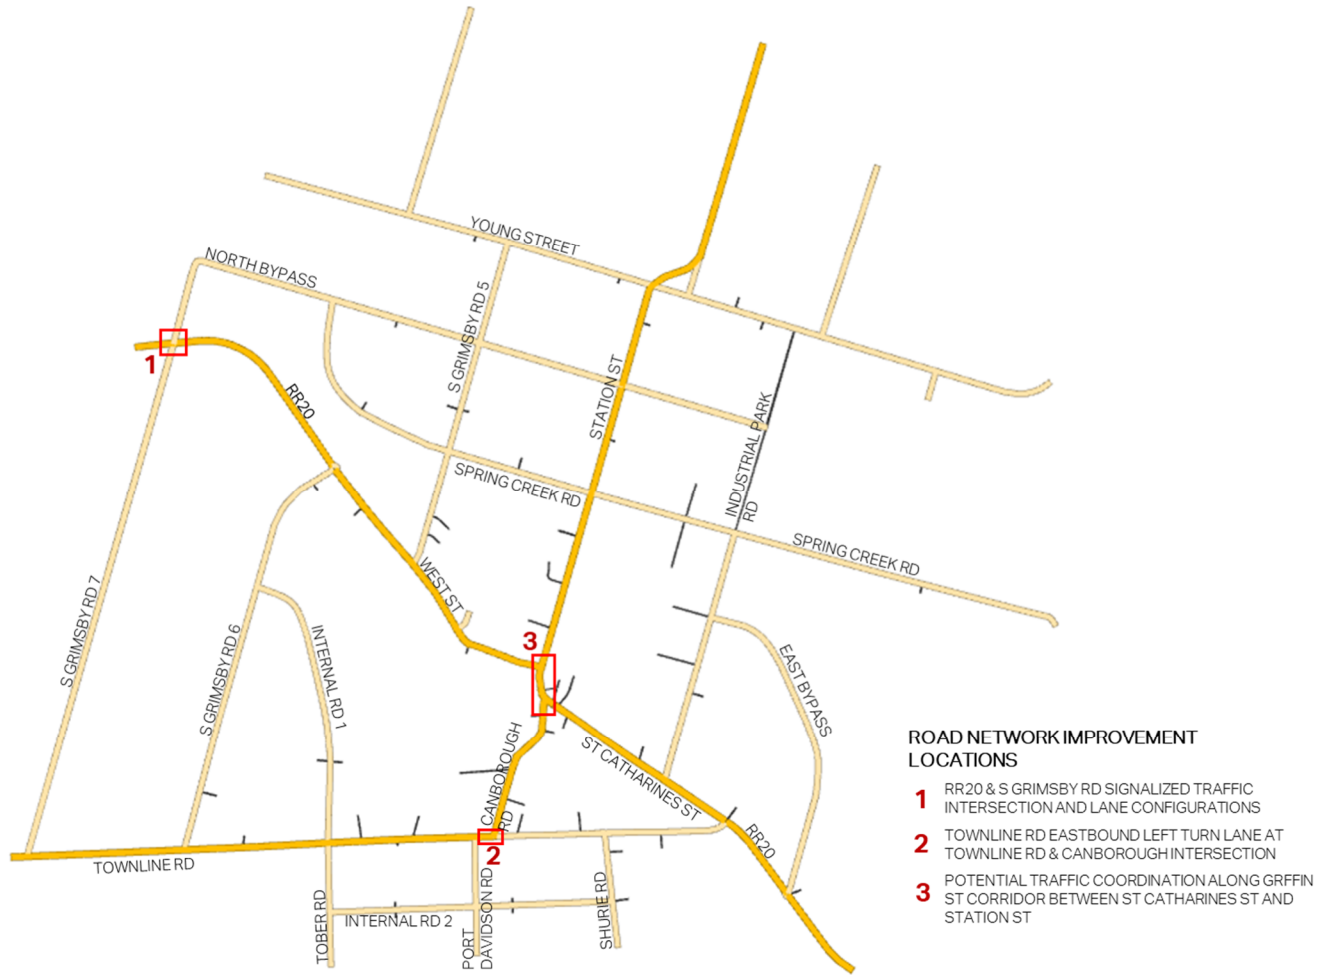 YOUNG STREET
NORTH BYPASS
S GRIMSBY RD 5
1
RR20
STATION ST
INDUSTRIAL PARK
RD
SPRING CREEK RD
SPRING CREEK RD
WEST ST
S GRIMSBY RD 7
S GRIMSBY RD 6
INTERNAL RD 1
3
EAST BYPASS
CANBOROUGH
RD
ST CATHARINES ST
RR20
2
TOWNLINE RD
TOBER RD
INTERNAL RD 2
PORT
DAVIDSON RD
SHURIE RD
ROAD NETWORK IMPROVEMENT
LOCATIONS
1 RR20 & S GRIMSBY RD SIGNALIZED TRAFFIC
INTERSECTION AND LANE CONFIGURATIONS
2 TOWNLINE RD EASTBOUND LEFT TURN LANE AT
TOWNLINE RD & CANBOROUGH INTERSECTION
3 POTENTIAL TRAFFIC COORDINATION ALONG GRFFIN
ST CORRIDOR BETWEEN ST CATHARINES ST AND
STATION ST